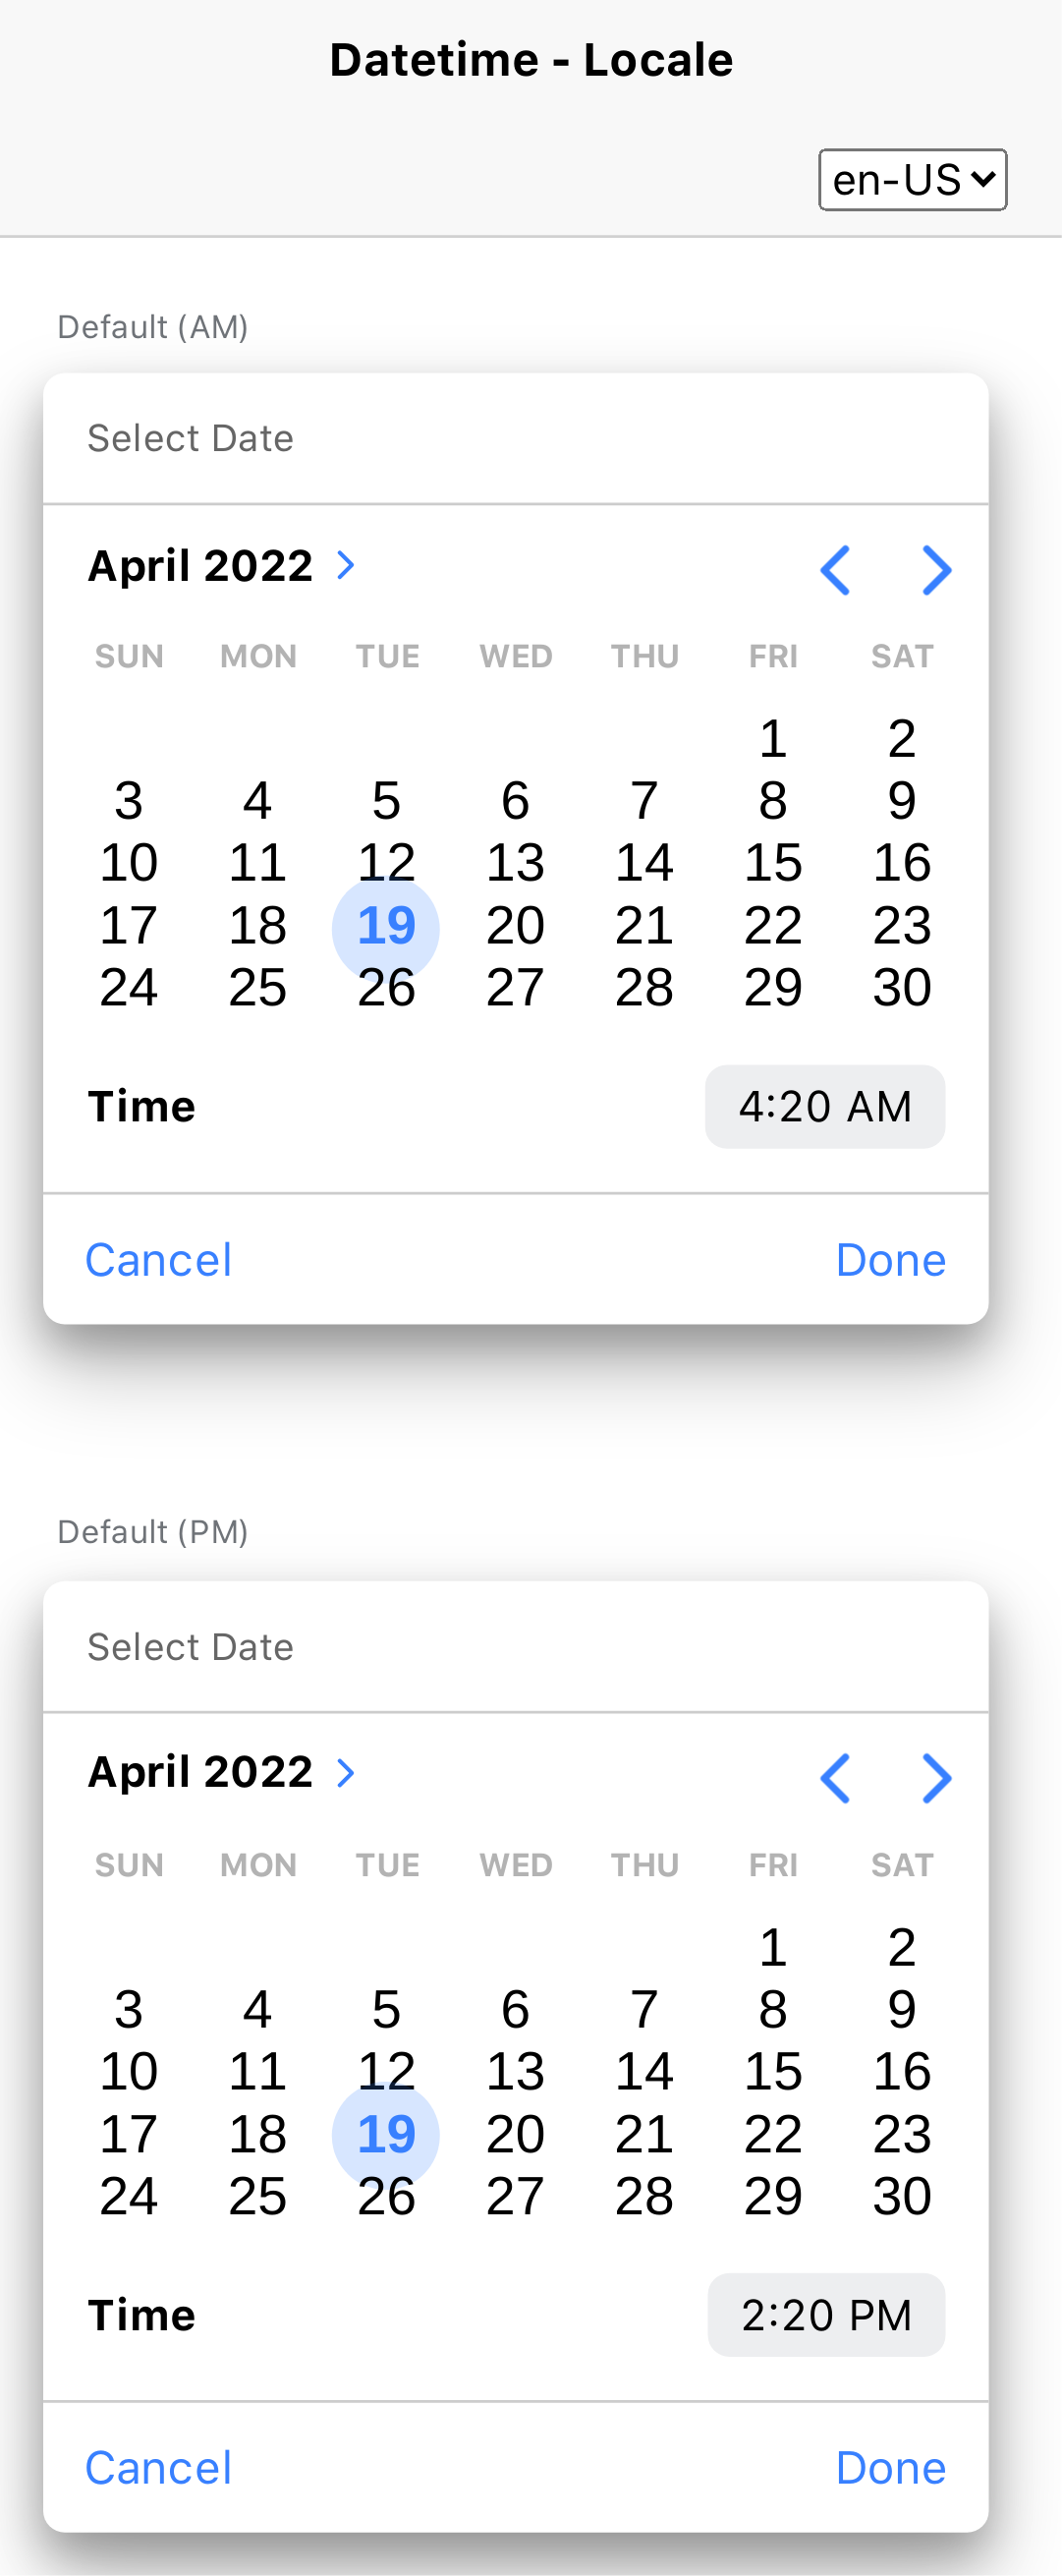 Datetime - Locale
en-US
Default (AM)
Select Date
April 2022
SUN MON TUE WED THU FRI SAT
1 2
3 4 5 6 7 8 9
10 11 12 13 14 15 16
17 18 19 20 21 22 23
24 25 26 27 28 29 30
Time 4:20 AM
Cancel Done
Default (PM)
Select Date
April 2022
SUN MON TUE WED THU FRI SAT
1 2
3 4 5 6 7 8 9
10 11 12 13 14 15 16
17 18 19 20 21 22 23
24 25 26 27 28 29 30
Time 2:20 PM
Cancel Done